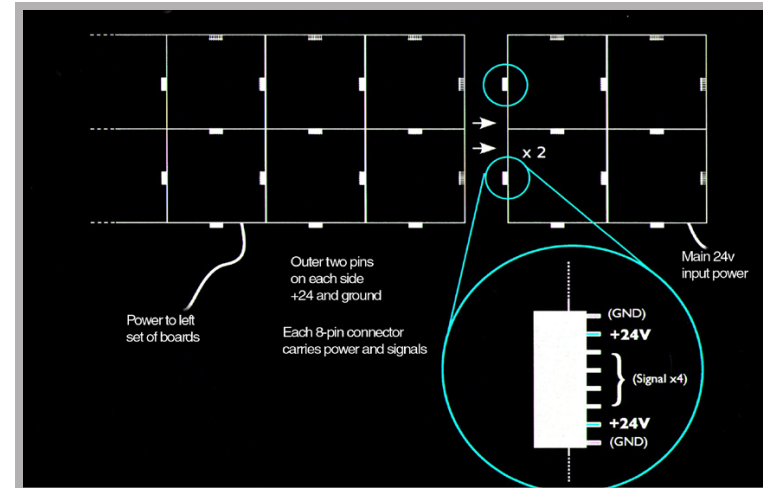 x 2
Outer two pins
on each side
+24 and ground
Each 8-pin connector
carries power and signals
Power to left
set of boards
Main 24v
input power
(GND)
+24V
(Signal x4)
+24V
(GND)